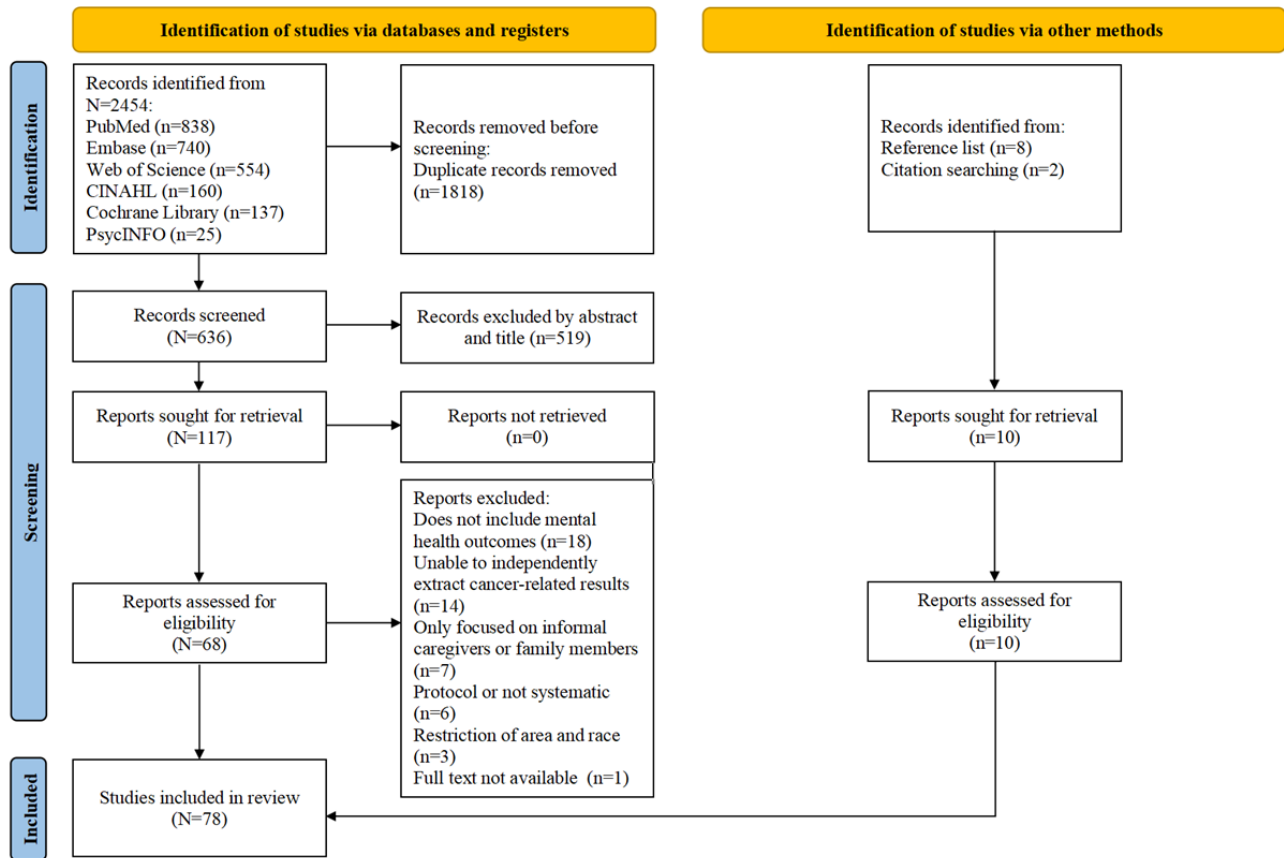 Identification of studies via databases and registers
Identification of studies via other methods
Identification
Records identified from
N=2454:
PubMed (n=838)
Embase (n=740)
Web of Science (n=554)
CINAHL (n=160)
Cochrane Library (n=137)
PsycINFO (n=25)
Records removed before
screening:
Duplicate records removed
(n=1818)
Records identified from:
Reference list (n=8)
Citation searching (n=2)
Screening
Records screened
(N=636)
Records excluded by abstract
and title (n=519)
Reports sought for retrieval
(N=117)
Reports not retrieved
(n=0)
Reports sought for retrieval
(n=10)
Reports assessed for
eligibility
(N=68)
Reports excluded:
Does not include mental
health outcomes (n=18)
Unable to independently
extract cancer-related results
(n=14)
Only focused on informal
caregivers or family members
(n=7)
Protocol or not systematic
(n=6)
Restriction of area and race
(n=3)
Full text not available (n=1)
Reports assessed for
eligibility
(n=10)
Included
Studies included in review
(N=78)